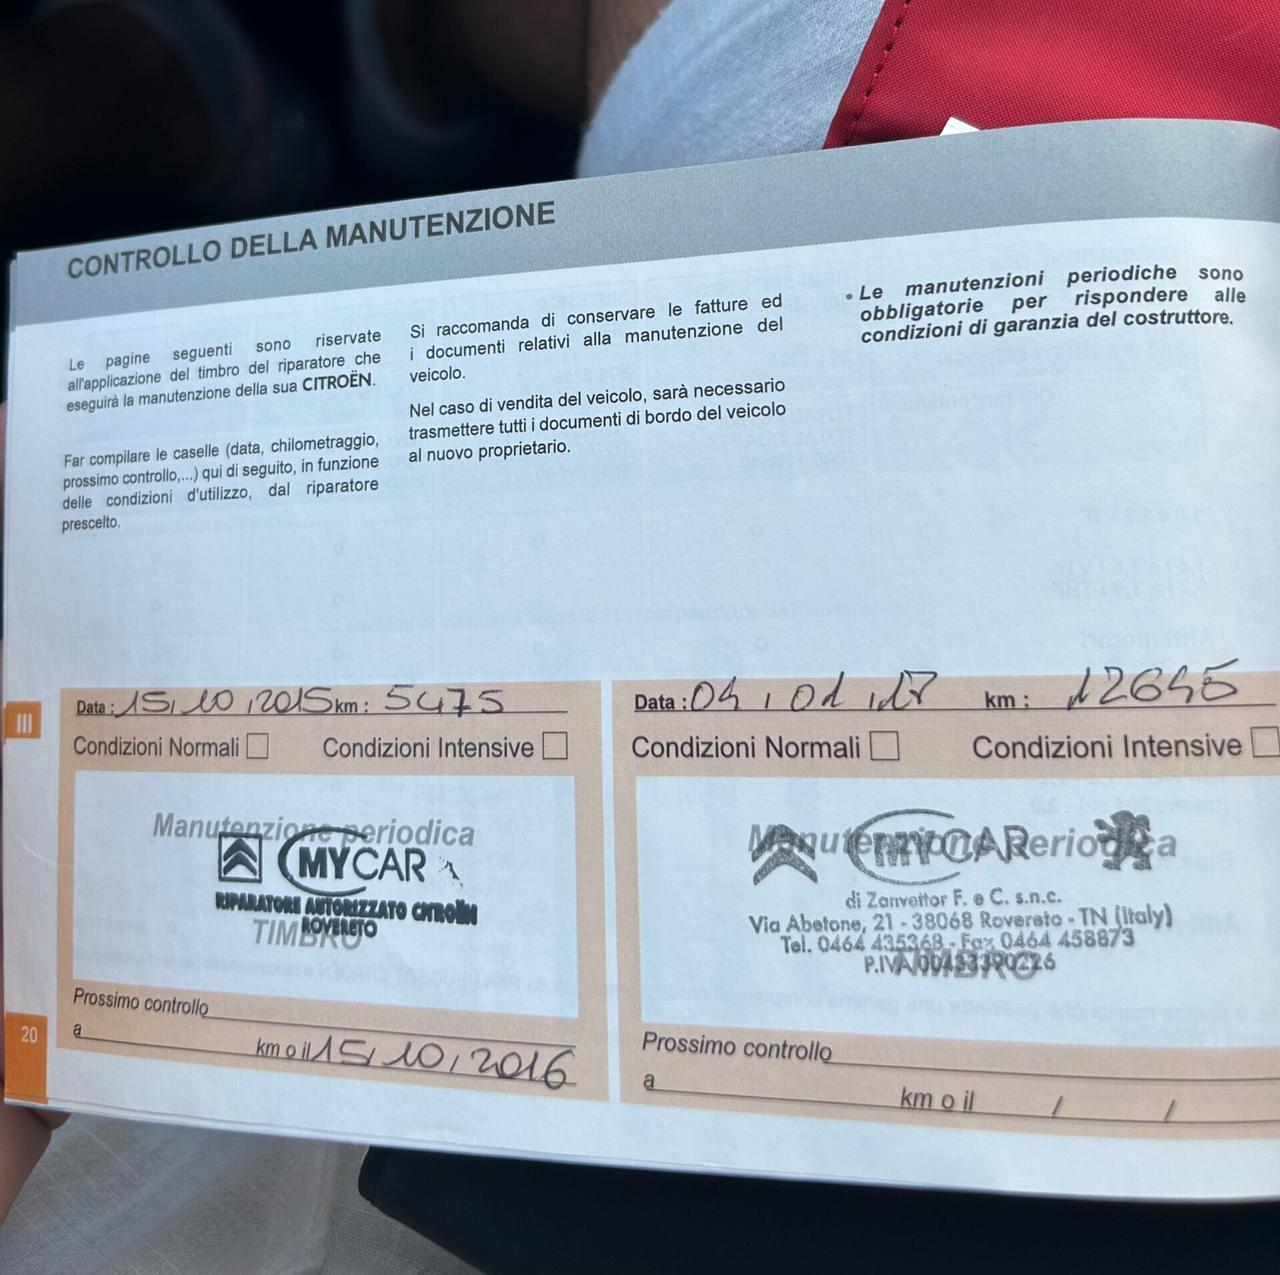 CONTROLLO DELLA MANUTENZIONE
Le pagine seguenti sono riservate
all'applicazione del timbro del riparatore che
eseguirà la manutenzione della sua CITROËN.
Far compilare le caselle (data, chilometraggio,
prossimo controllo,...) qui di seguito, in funzione
delle condizioni d'utilizzo, dal riparatore
prescelto.
Si raccomanda di conservare le fatture ed
i documenti relativi alla manutenzione del
veicolo.
Nel caso di vendita del veicolo, sarà necessario
trasmettere tutti i documenti di bordo del veicolo
al nuovo proprietario.
• Le manutenzioni periodiche sono
obbligatorie per rispondere alle
condizioni di garanzia del costruttore.
III
20
Data : 15, 10, 2015 km : 5475
Condizioni Normali Condizioni Intensive
Manutenzione periodica
MYCAR
RIPARATORE AUTORIZZATO CITROËN
ROVERETO
TIMBRO
Prossimo controllo
a km o il 15, 10, 2016
Data : 04 / 01 / 17 km : 12645
Condizioni Normali Condizioni Intensive
Manutenzione periodica
MYCAR
di Zanvettor F. e C. s.n.c.
Via Abetone, 21 - 38068 Rovereto - TN (Italy)
Tel. 0464 435368 - Fax 0464 458873
P.IVA
TIMBRO
Prossimo controllo
a km o il / /